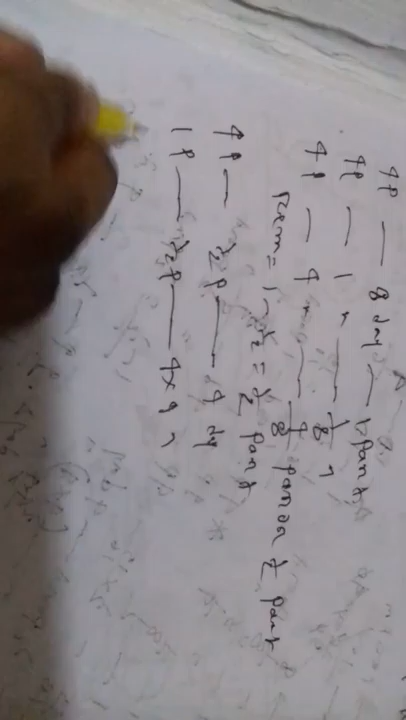 4P — 8 day — 1 part
4P — 1 " — 1/8 "
4P — 4 " — 4/8 part or 1/2 part
Rem = 1 - 1/2 = 1/2 part
4P — 1/2 P — 4 dy
1P — 1/2 P — 4x4 "